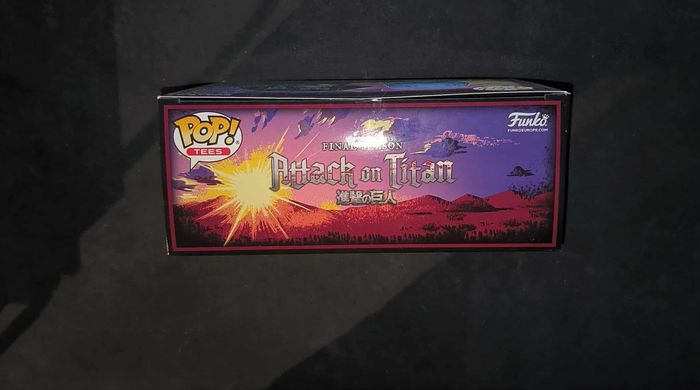 POP!
TEES
FINAL SEASON
Attack on Titan
進撃の巨人
Funko
FUNKOEUROPE.COM